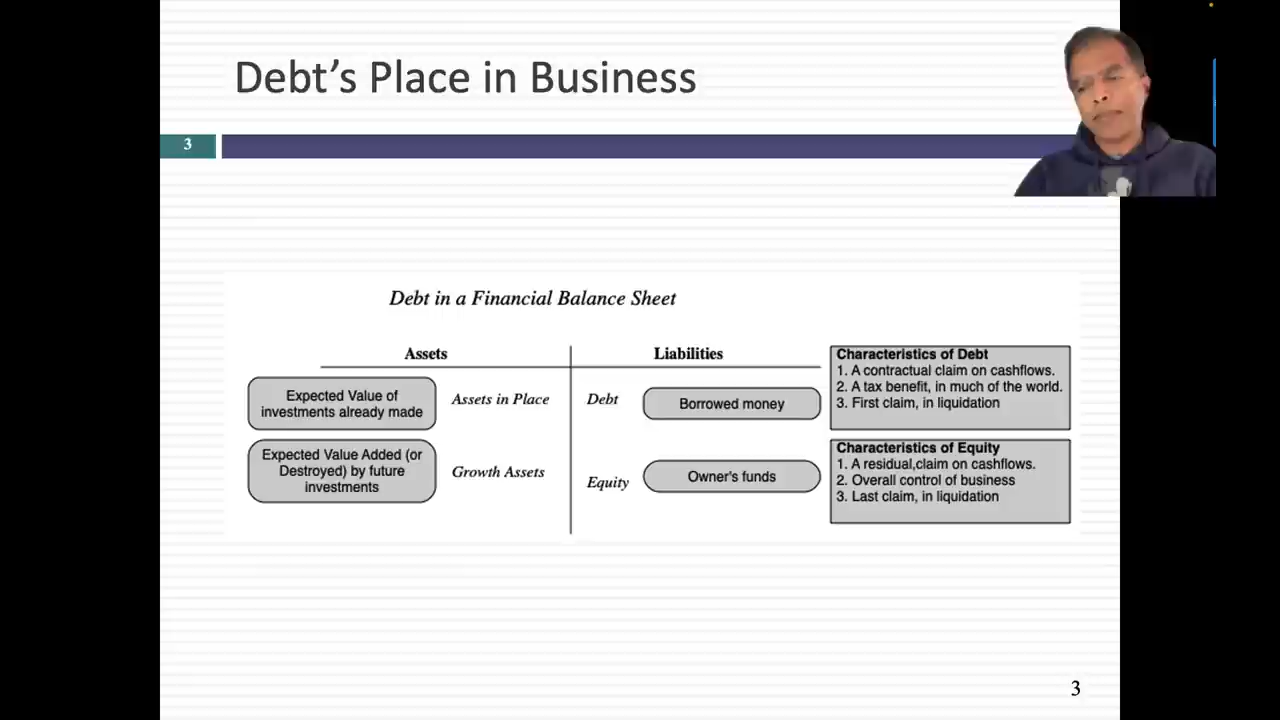 Debt's Place in Business
3
Debt in a Financial Balance Sheet
Assets
Liabilities
Expected Value of
investments already made
Assets in Place
Debt
Borrowed money
Characteristics of Debt
1. A contractual claim on cashflows.
2. A tax benefit, in much of the world.
3. First claim, in liquidation
Expected Value Added (or
Destroyed) by future
investments
Growth Assets
Equity
Owner's funds
Characteristics of Equity
1. A residual,claim on cashflows.
2. Overall control of business
3. Last claim, in liquidation
3